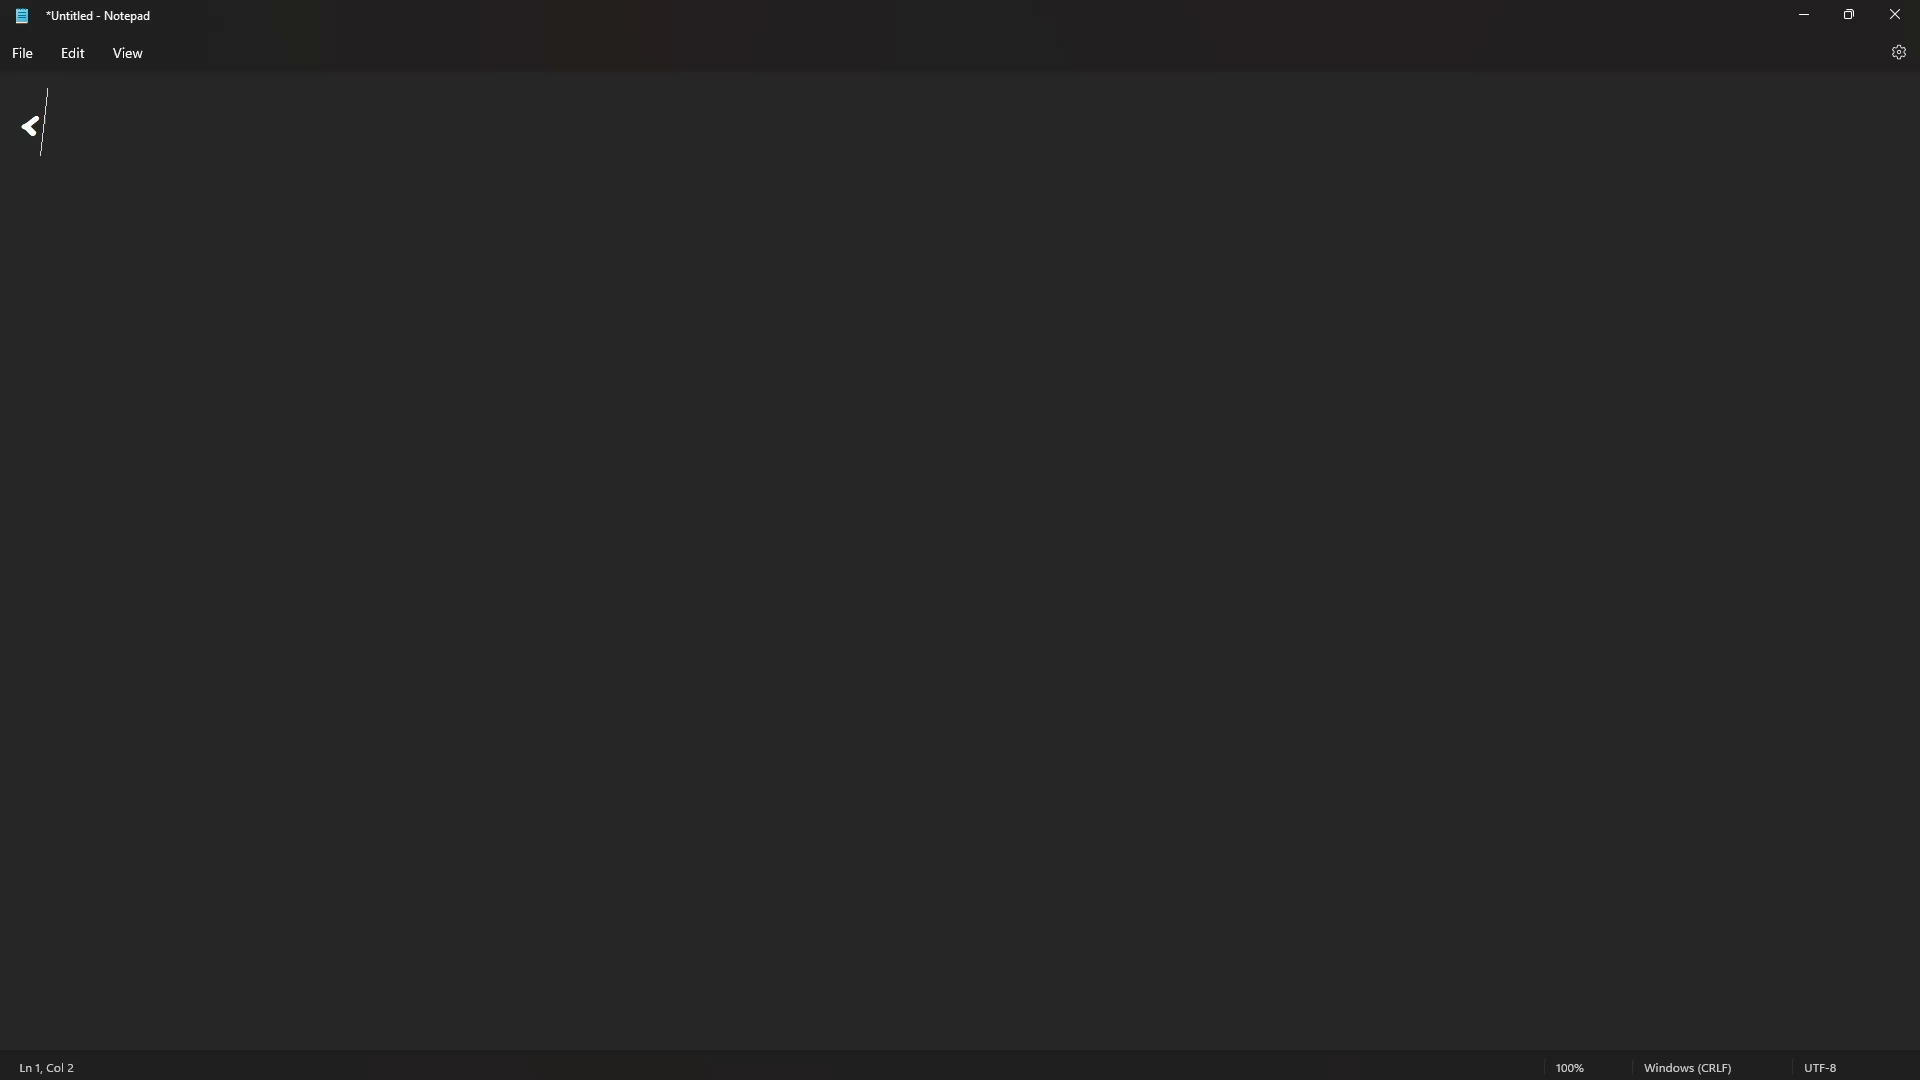 *Untitled - Notepad
File Edit View
<
Ln 1, Col 2 100% Windows (CRLF) UTF-8